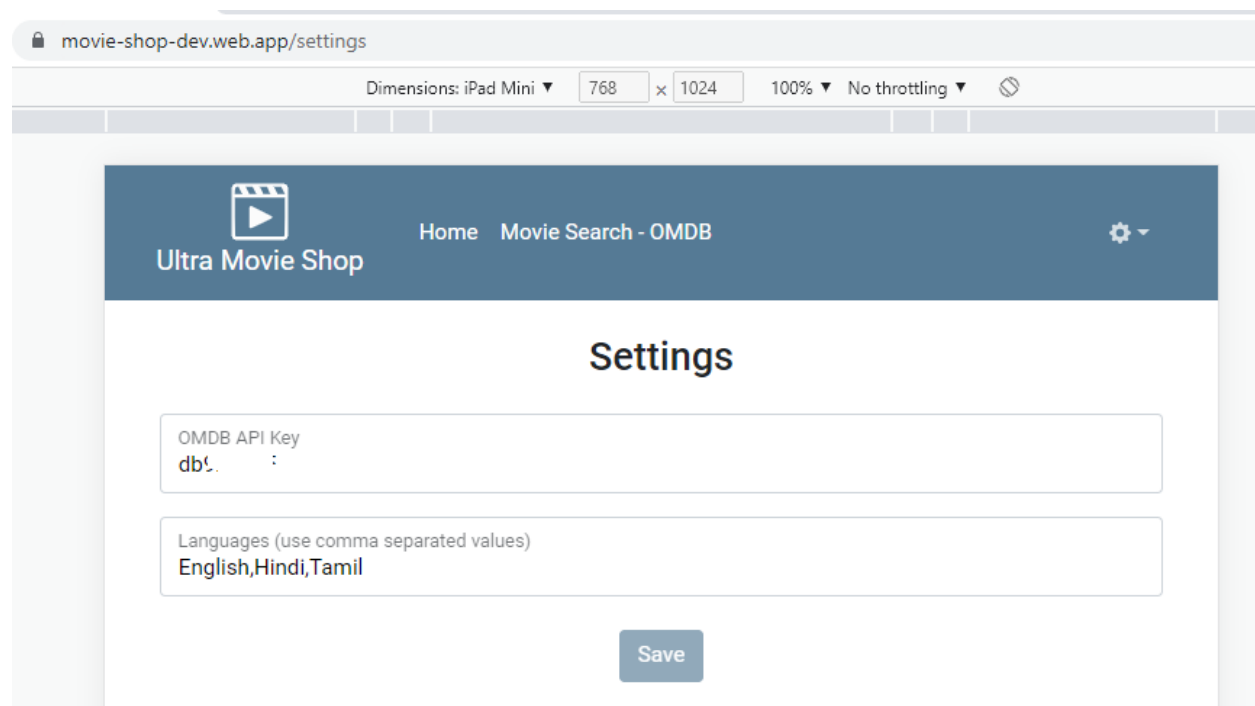 movie-shop-dev.web.app/settings
Dimensions: iPad Mini ▼ 768 × 1024 100% ▼ No throttling ▼
Home Movie Search - OMDB
Ultra Movie Shop
Settings
OMDB API Key
Languages (use comma separated values)
English,Hindi,Tamil
Save